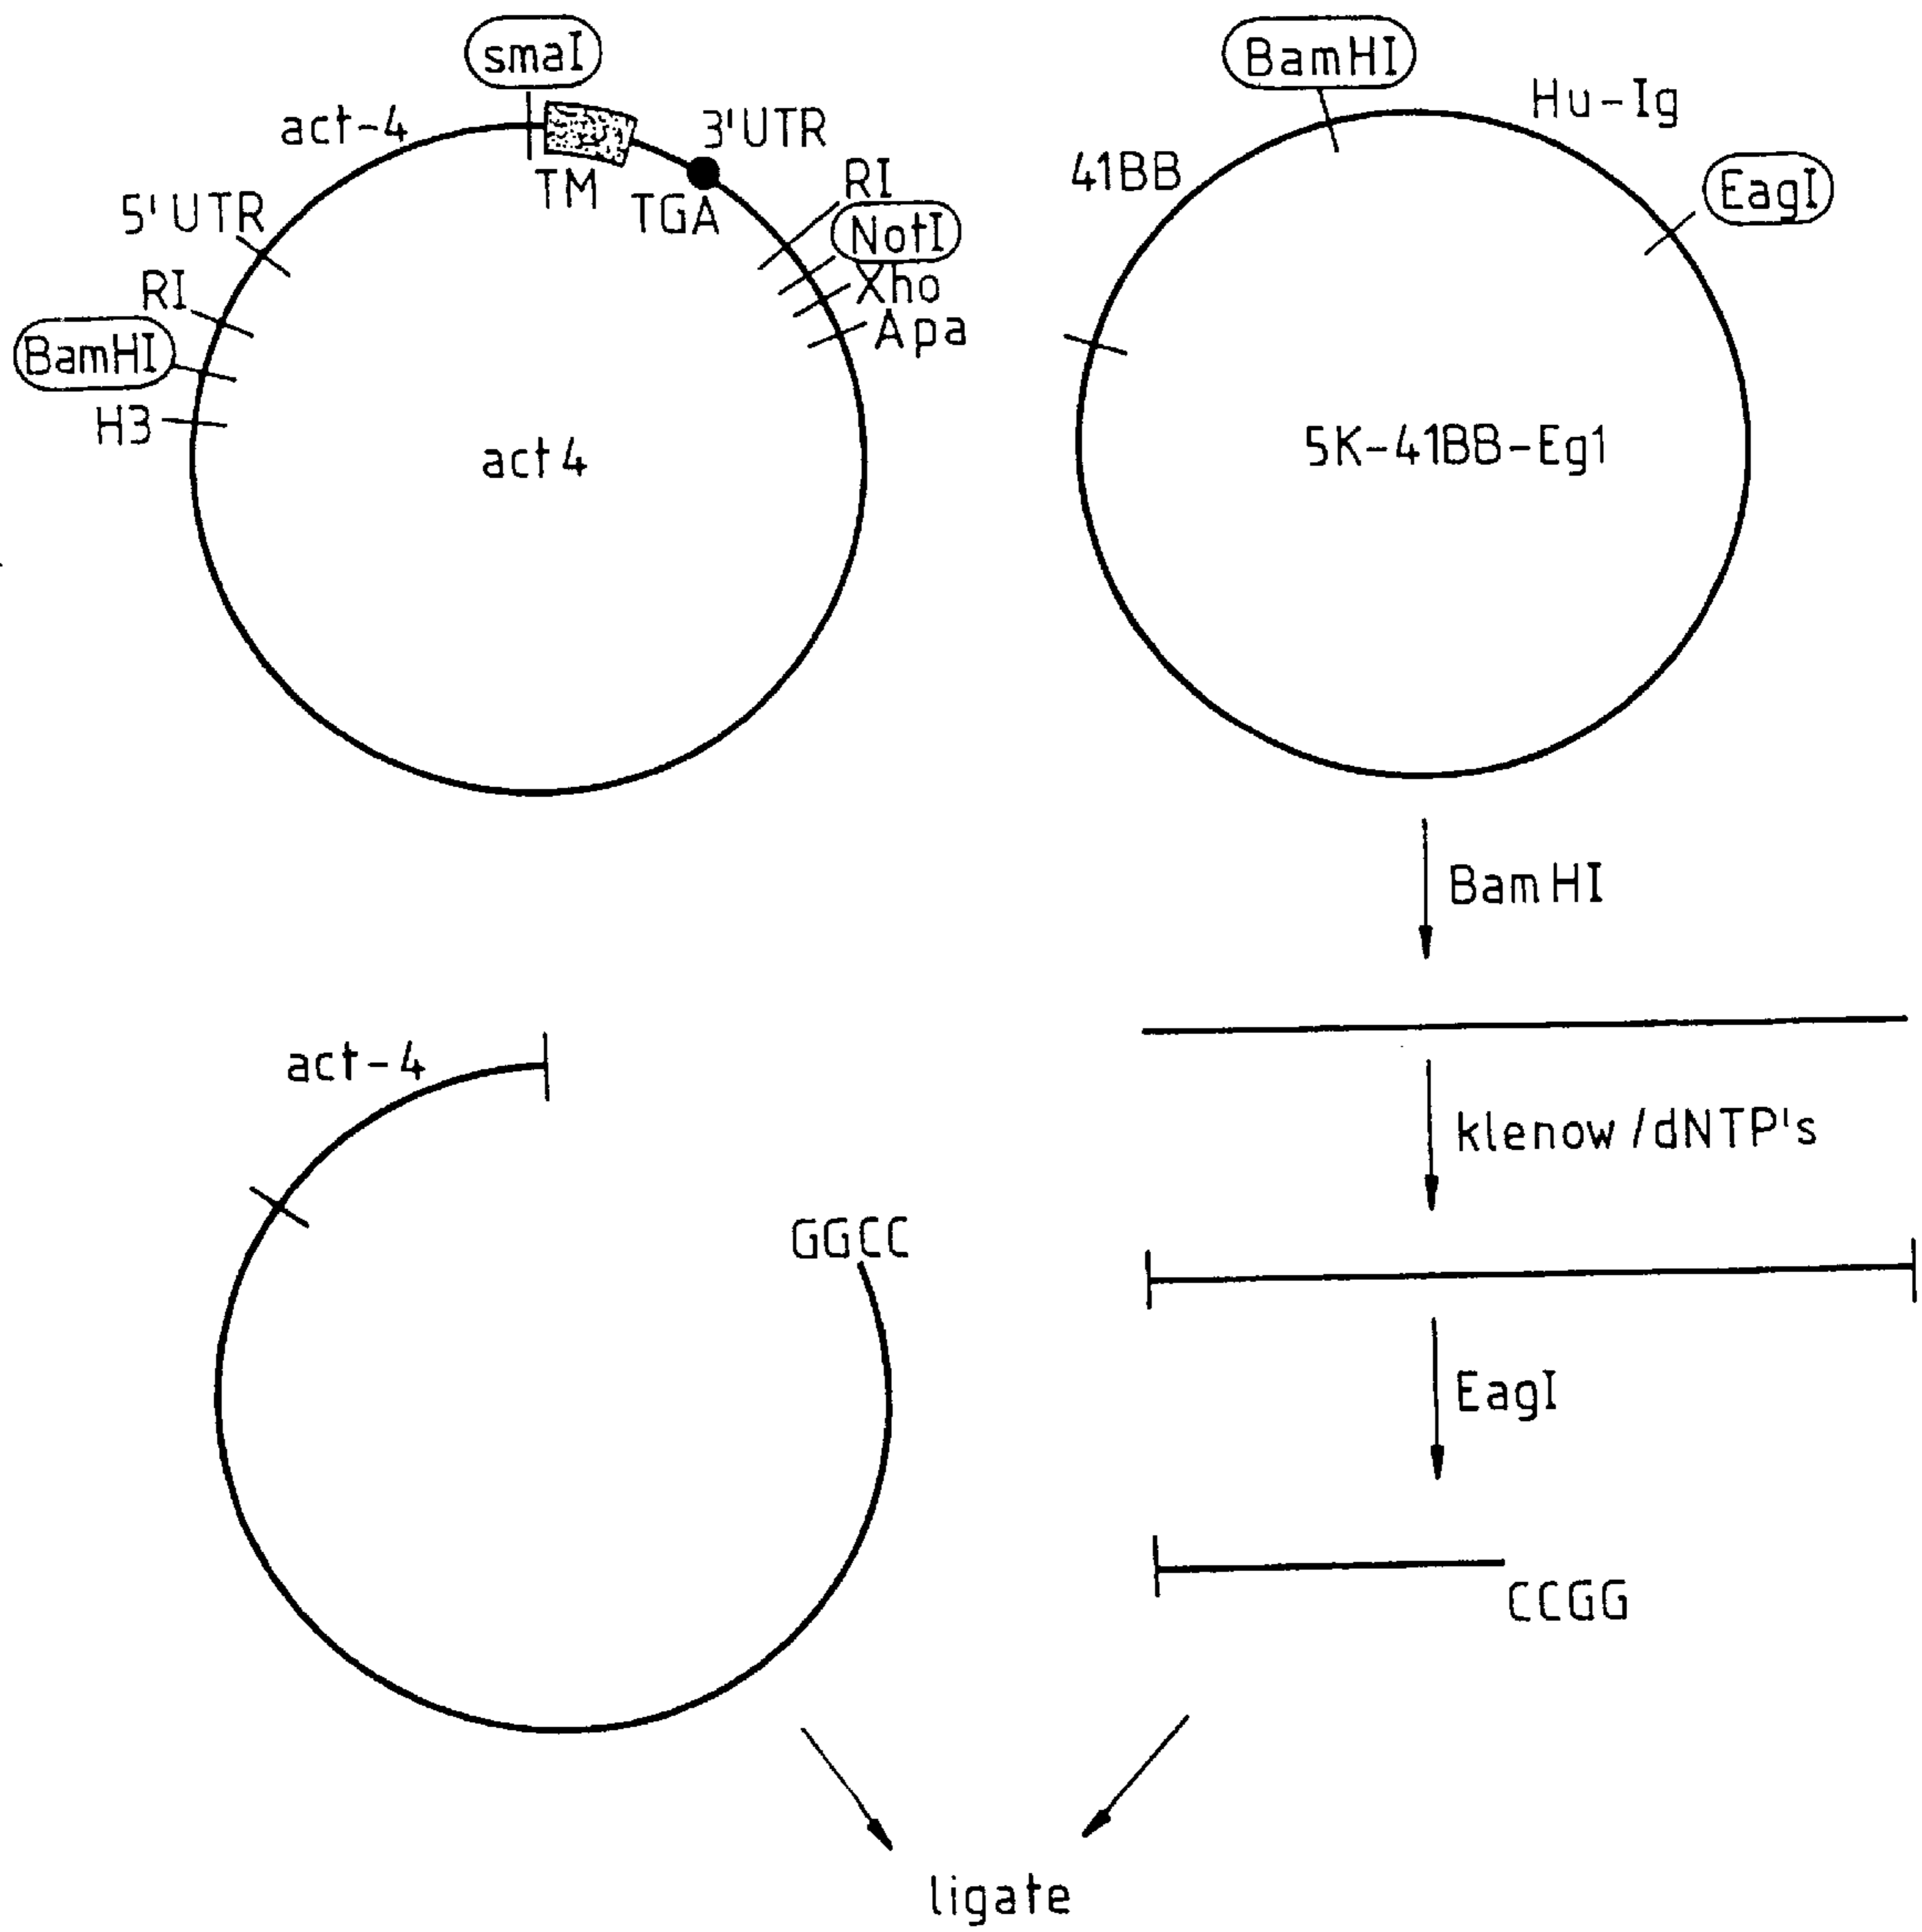 smaI
act-4
3'UTR
TM
TGA
RI
NotI
Xho
Apa
5'UTR
RI
BamHI
H3
act4
BamHI
Hu-Ig
41BB
EagI
5K-41BB-Eg1
BamHI
klenow/dNTP's
EagI
CCGG
act-4
GGCC
ligate